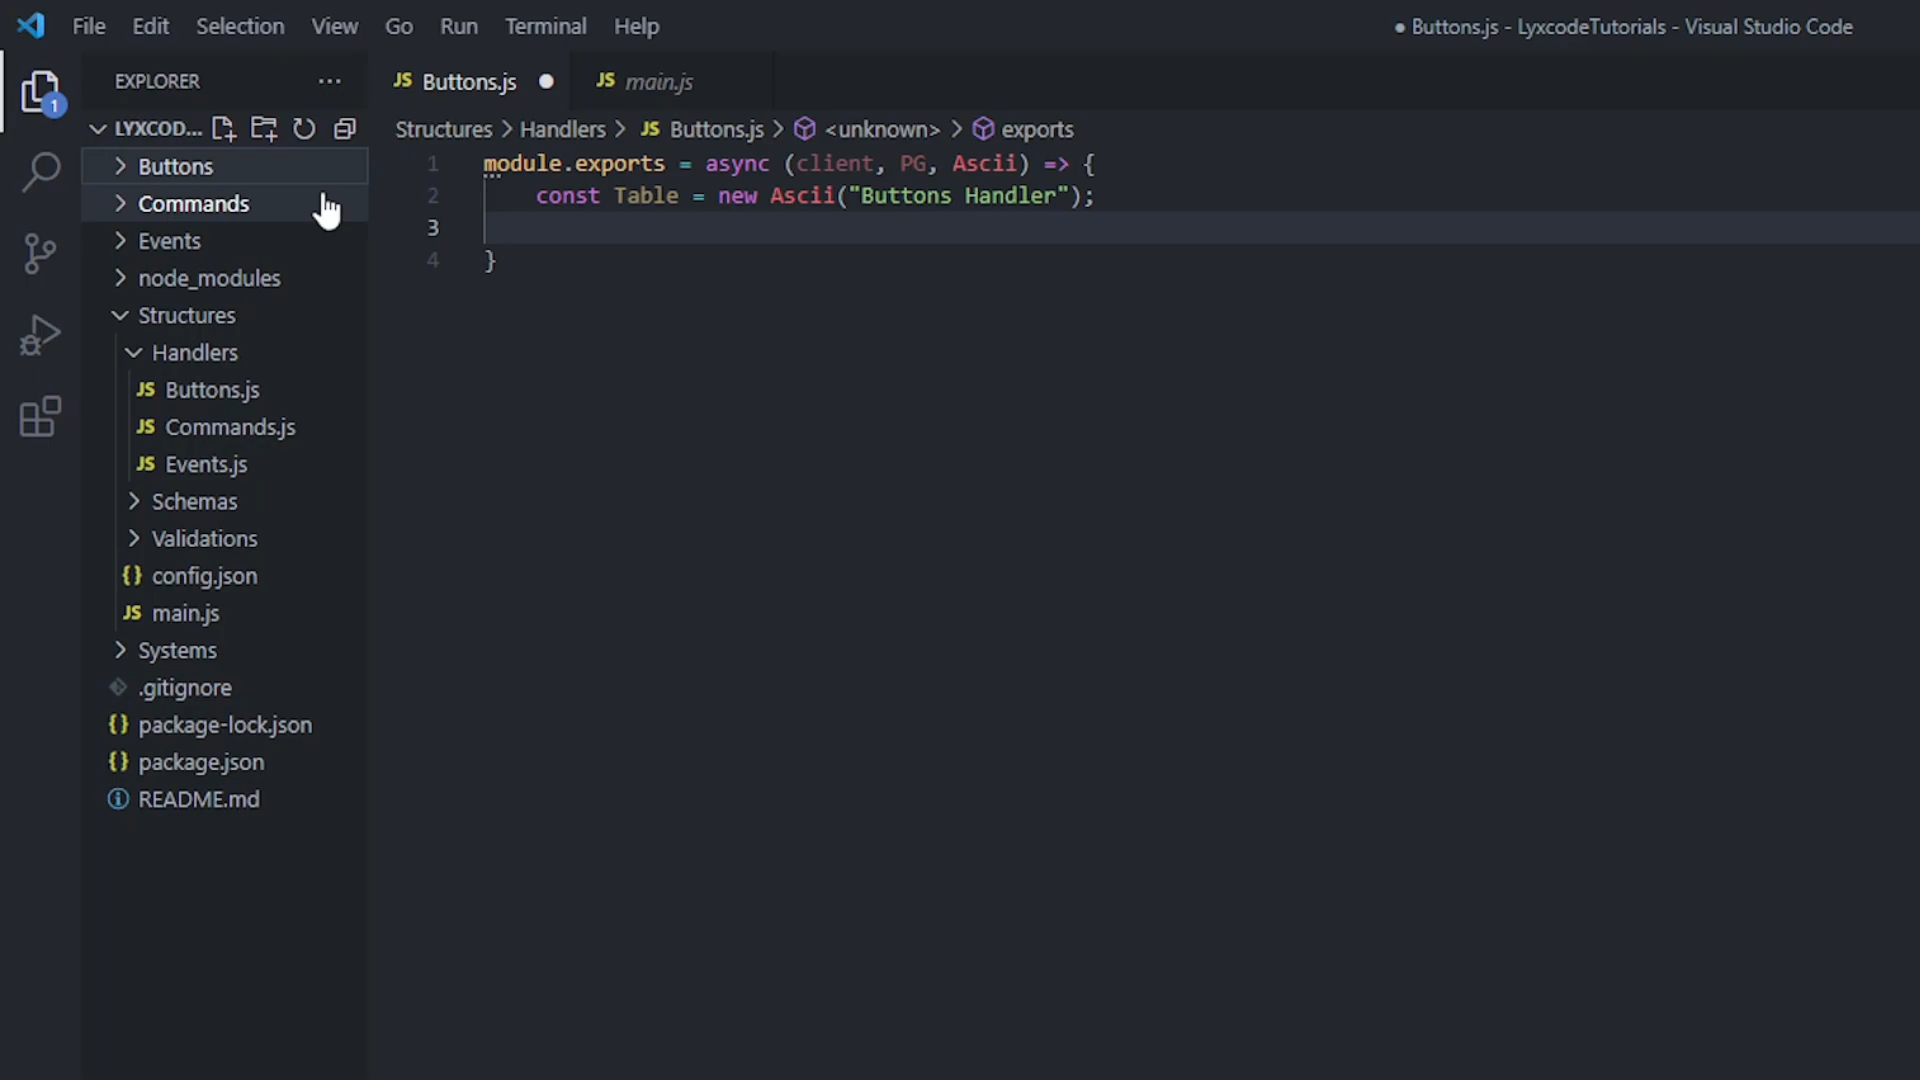 File Edit Selection View Go Run Terminal Help
● Buttons.js - LyxcodeTutorials - Visual Studio Code
1
EXPLORER ...
LYXCOD...
Buttons
Commands
Events
node_modules
Structures
Handlers
JS Buttons.js
JS Commands.js
JS Events.js
Schemas
Validations
{} config.json
JS main.js
Systems
.gitignore
{} package-lock.json
{} package.json
README.md
JS Buttons.js ●
JS main.js
Structures > Handlers > JS Buttons.js > <unknown> > exports
1 module.exports = async (client, PG, Ascii) => {
2 const Table = new Ascii("Buttons Handler");
3
4 }